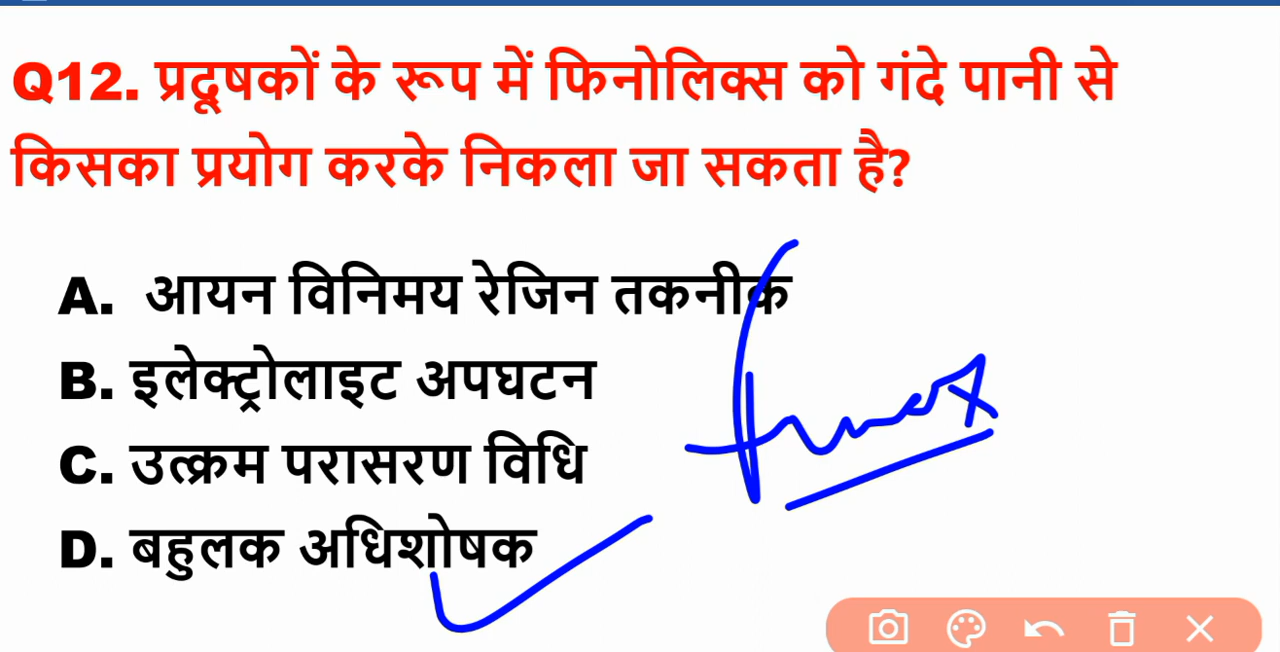 Q12. प्रदूषकों के रूप में फिनोलिक्स को गंदे पानी से
किसका प्रयोग करके निकला जा सकता है?
A. आयन विनिमय रेजिन तकनीक
B. इलेक्ट्रोलाइट अपघटन
C. उत्क्रम परासरण विधि
D. बहुलक अधिशोषक